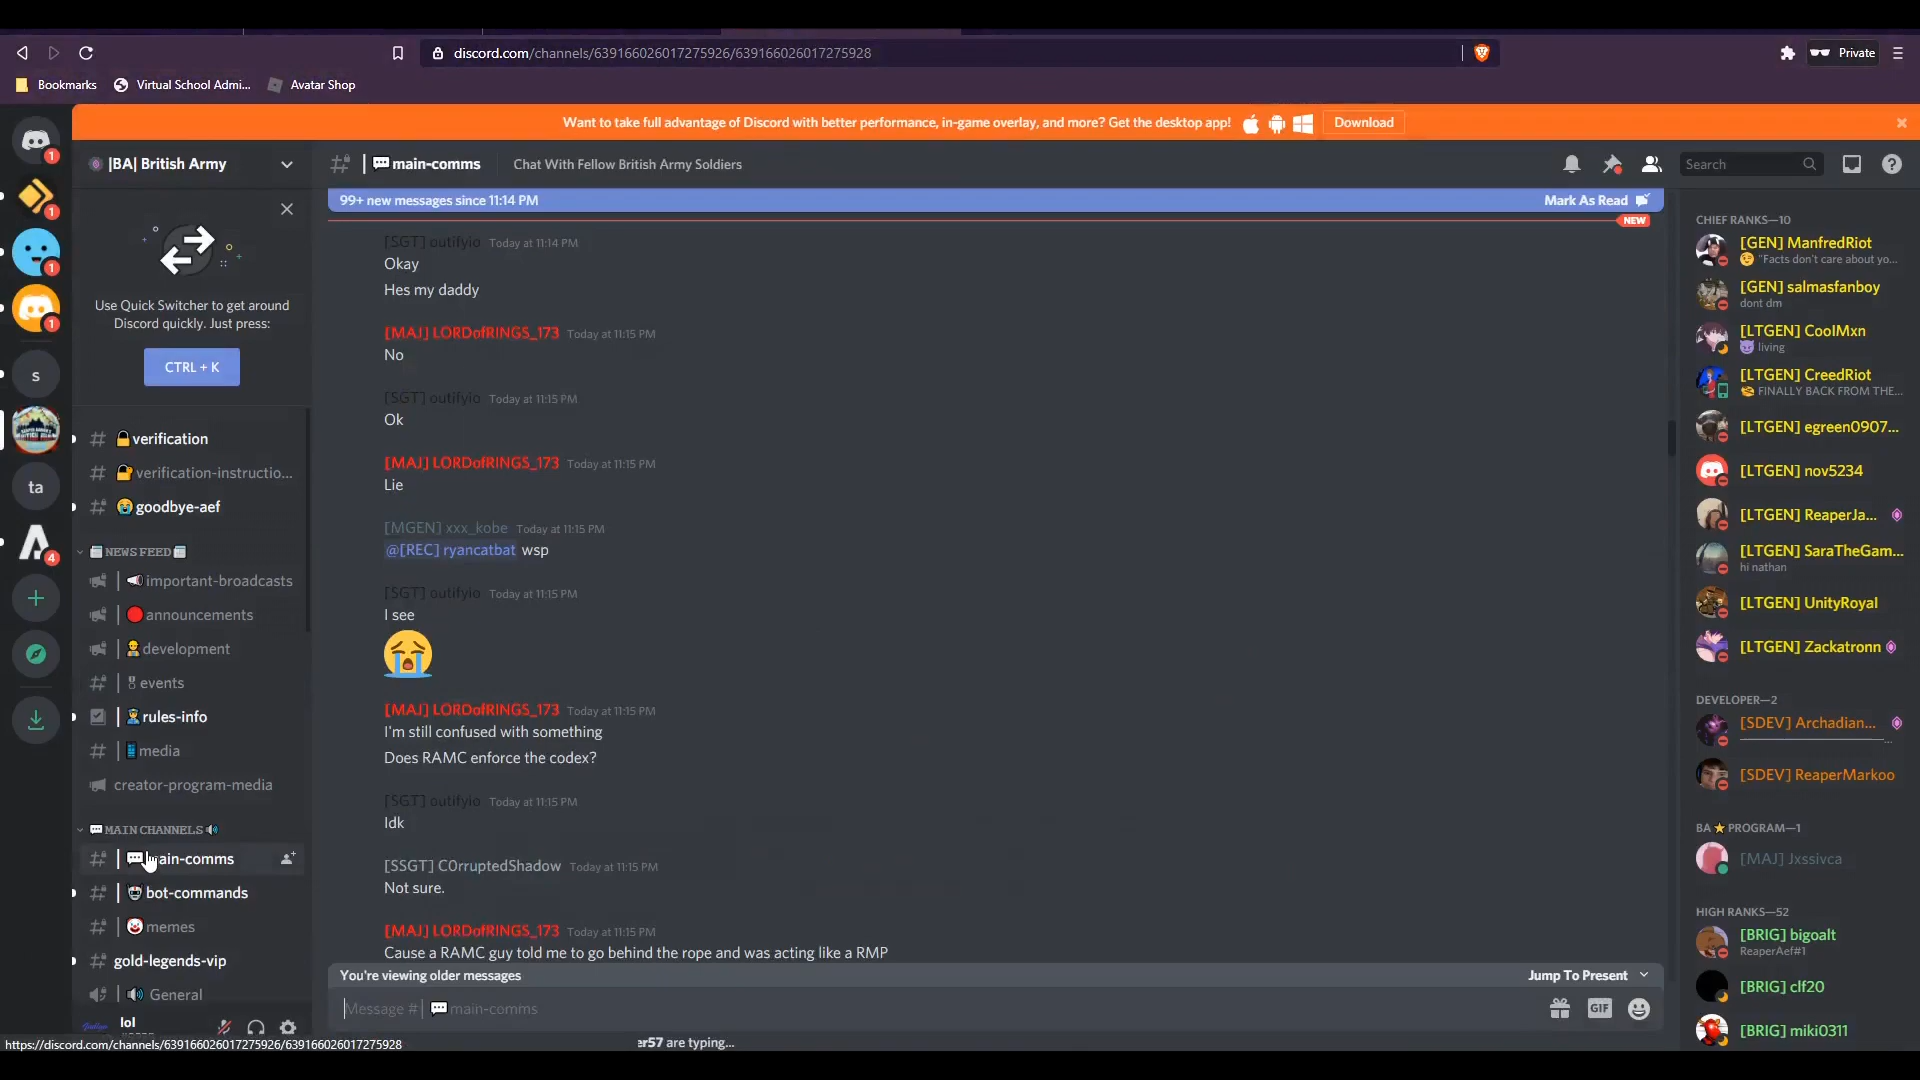 discord.com/channels/639166026017275926/639166026017275928
Private
Bookmarks
Virtual School Admi...
Avatar Shop
Want to take full advantage of Discord with better performance, in-game overlay, and more? Get the desktop app!
Download
1
1
1
1
s
ta
4
|BA| British Army
Use Quick Switcher to get around
Discord quickly. Just press:
CTRL + K
verification
verification-instructio...
goodbye-aef
NEWS FEED
important-broadcasts
announcements
development
events
rules-info
media
creator-program-media
MAIN CHANNELS
main-comms
bot-commands
memes
gold-legends-vip
General
lol
https://discord.com/channels/639166026017275926/639166026017275928
main-comms
Chat With Fellow British Army Soldiers
Search
99+ new messages since 11:14 PM
Mark As Read
NEW
[SGT] outifyio Today at 11:14 PM
Okay
Hes my daddy
[MAJ] LORDofRINGS_173 Today at 11:15 PM
No
[SGT] outifyio Today at 11:15 PM
Ok
[MAJ] LORDofRINGS_173 Today at 11:15 PM
Lie
[MGEN] xxx_kobe Today at 11:15 PM
@[REC] ryancatbat wsp
[SGT] outifyio Today at 11:15 PM
I see
[MAJ] LORDofRINGS_173 Today at 11:15 PM
I'm still confused with something
Does RAMC enforce the codex?
[SGT] outifyio Today at 11:15 PM
Idk
[SSGT] C0rruptedShadow Today at 11:15 PM
Not sure.
[MAJ] LORDofRINGS_173 Today at 11:15 PM
Cause a RAMC guy told me to go behind the rope and was acting like a RMP
You're viewing older messages
Jump To Present
Message # | main-comms
GIF
er57 are typing...
CHIEF RANKS—10
[GEN] ManfredRiot
"Facts don't care about yo...
[GEN] salmasfanboy
dont dm
[LTGEN] CoolMxn
living
[LTGEN] CreedRiot
FINALLY BACK FROM THE...
[LTGEN] egreen0907...
[LTGEN] nov5234
[LTGEN] ReaperJa...
[LTGEN] SaraTheGam...
hi nathan
[LTGEN] UnityRoyal
[LTGEN] Zackatronn
DEVELOPER—2
[SDEV] Archadian...
[SDEV] ReaperMarkoo
BA PROGRAM—1
[MAJ] Jxssivca
HIGH RANKS—52
[BRIG] bigoalt
ReaperAef#1
[BRIG] clf20
[BRIG] miki0311